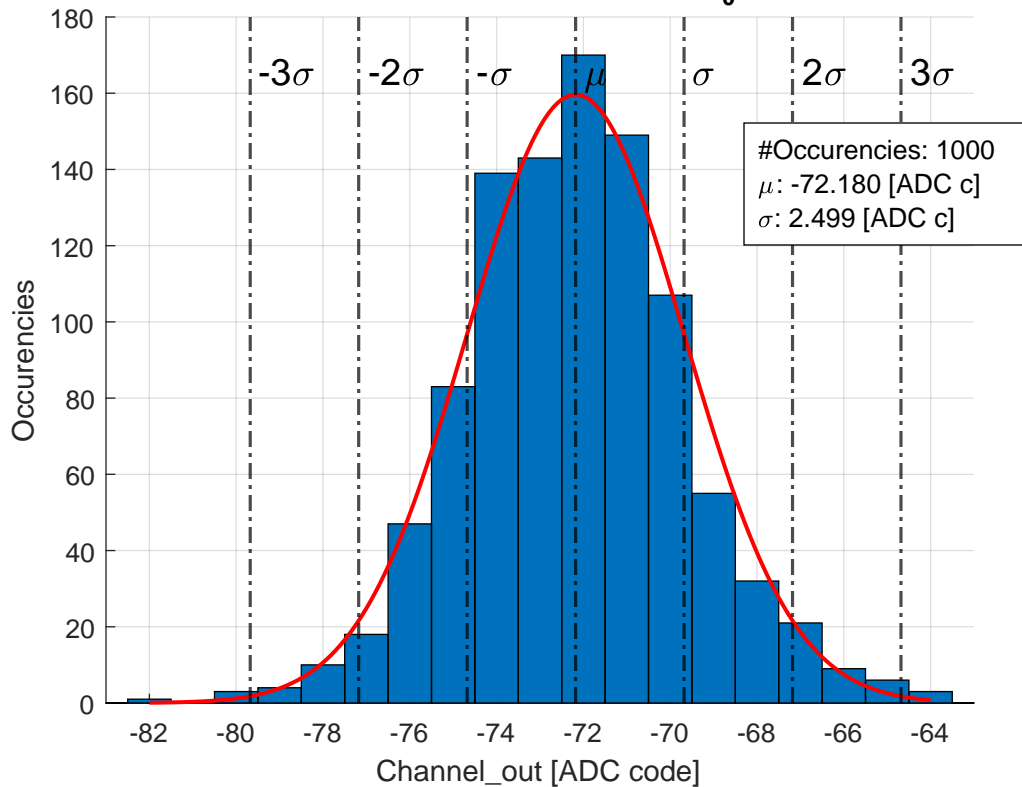 180
160
140
120
100
80
60
40
20
0
-3σ
-2σ
-σ
μ
σ
2σ
3σ
#Occurencies: 1000
μ: -72.180 [ADC c]
σ: 2.499 [ADC c]
Occurencies
-82
-80
-78
-76
-74
-72
-70
-68
-66
-64
Channel_out [ADC code]